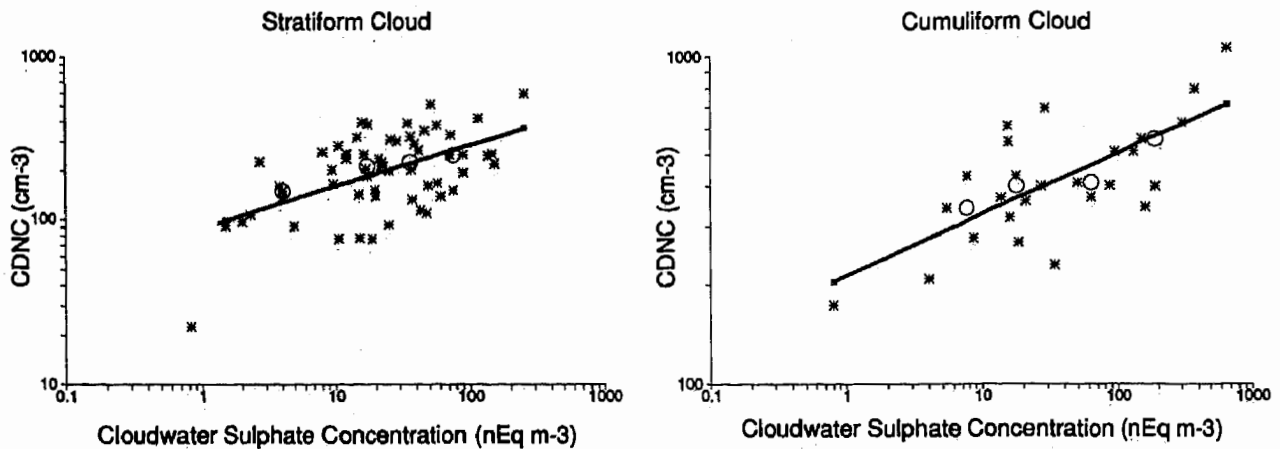 Stratiform Cloud
1000
100
10
CDNC (cm-3)
0.1 1 10 100 1000
Cloudwater Sulphate Concentration (nEq m-3)
Cumuliform Cloud
1000
100
CDNC (cm-3)
0.1 1 10 100 1000
Cloudwater Sulphate Concentration (nEq m-3)